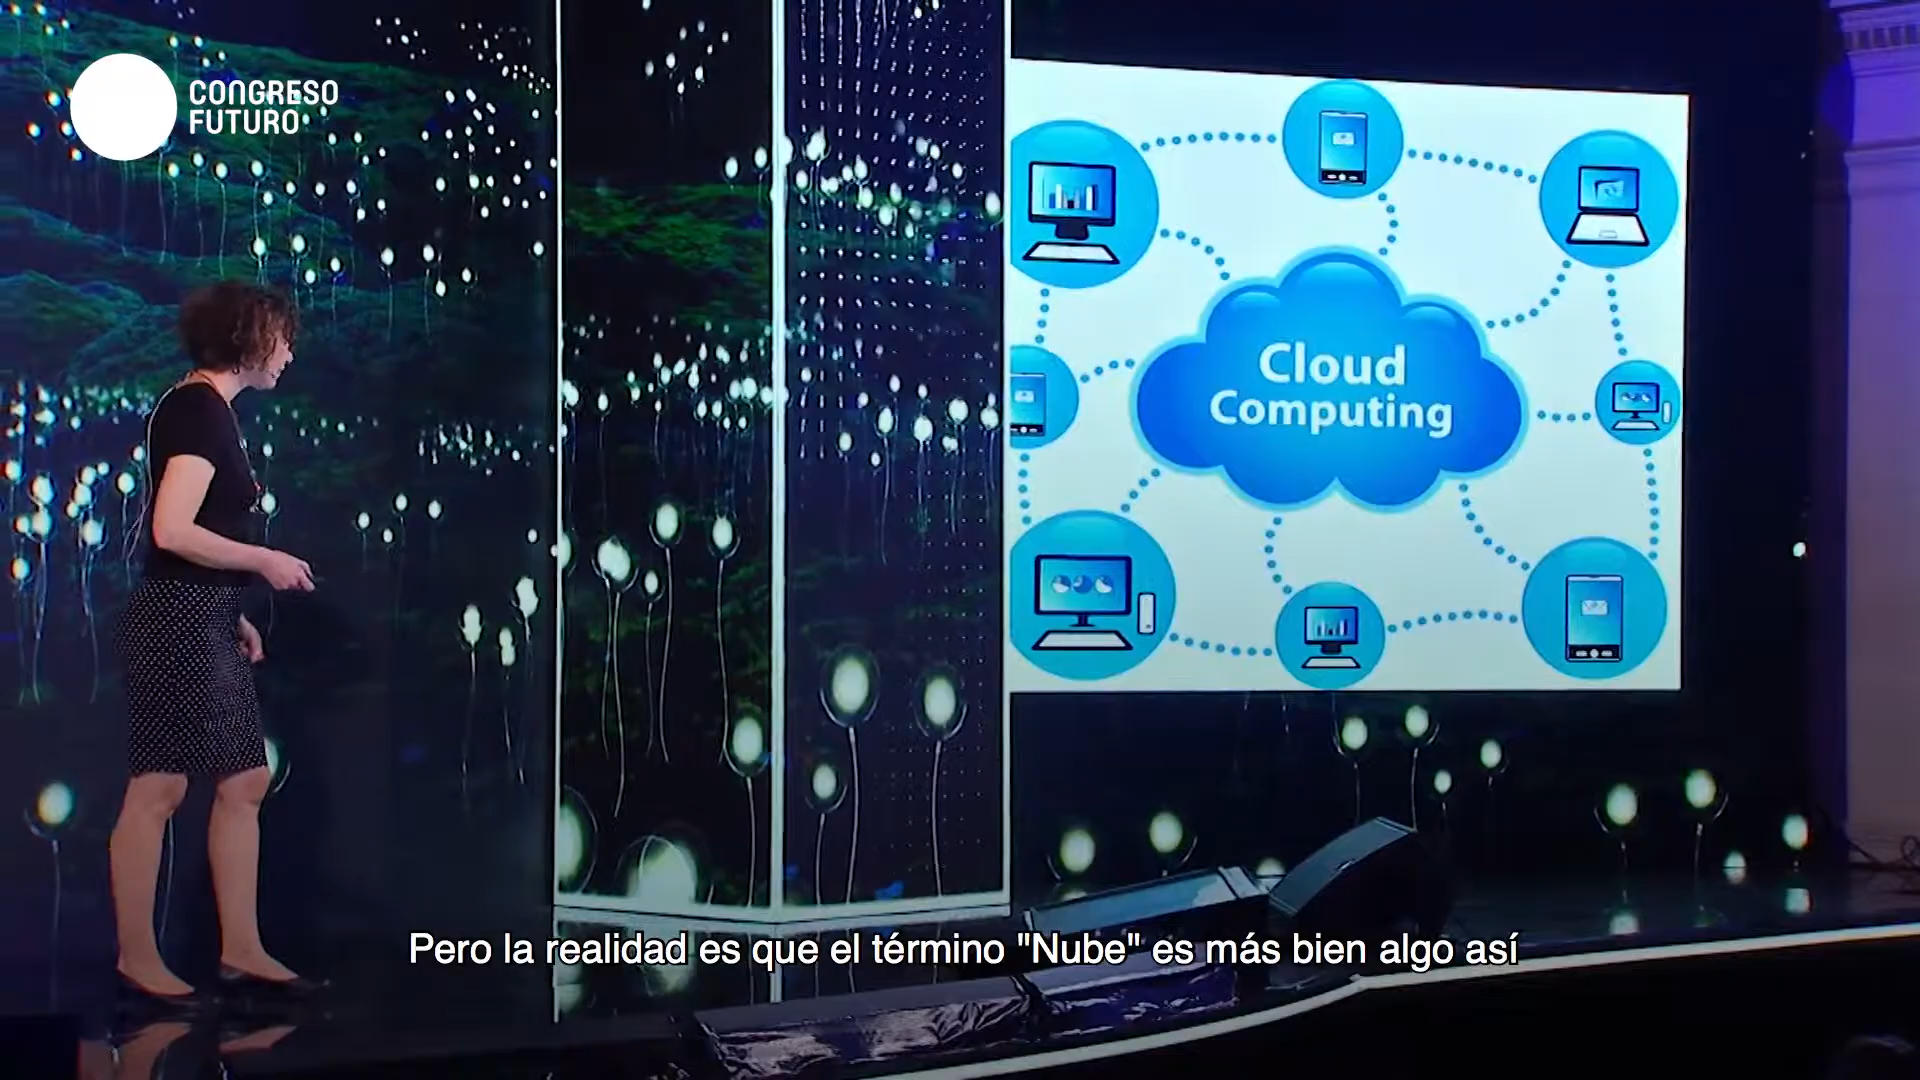 CONGRESO
FUTURO
Cloud
Computing
Pero la realidad es que el término "Nube" es más bien algo así